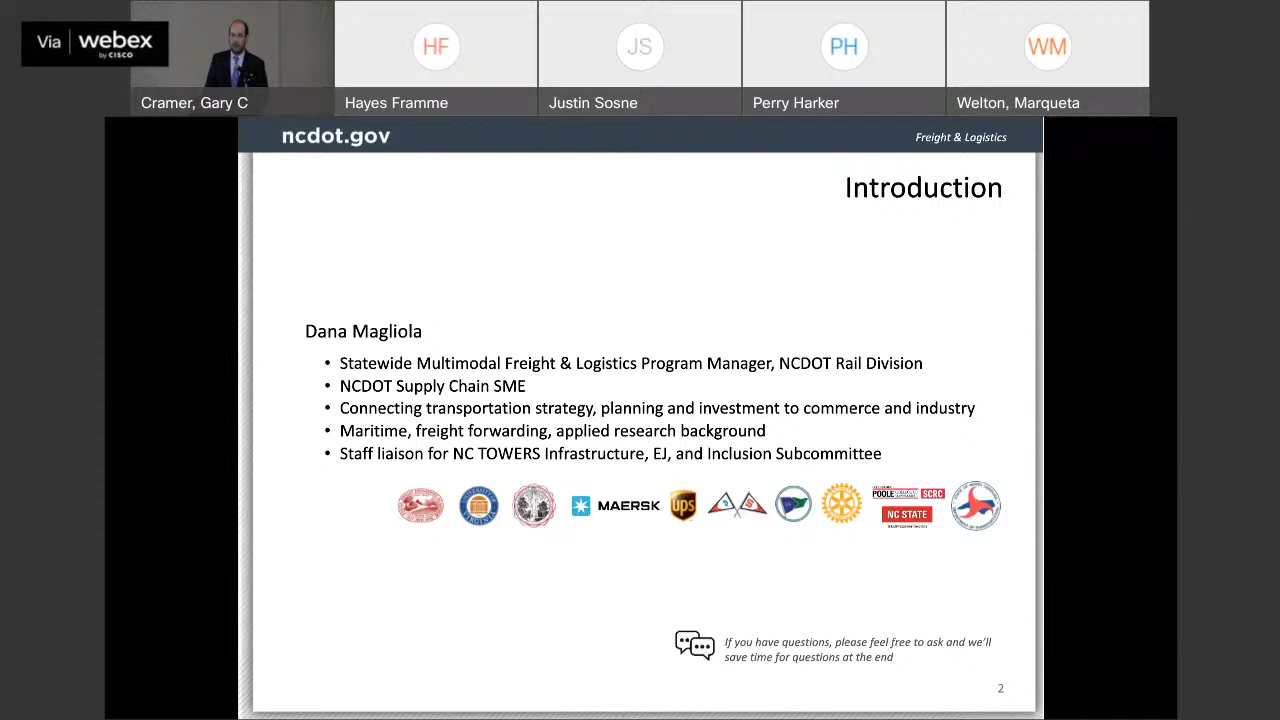 Via webex
by CISCO
HF
JS
PH
WM
Cramer, Gary C
Hayes Framme
Justin Sosne
Perry Harker
Welton, Marqueta
ncdot.gov
Freight & Logistics
Introduction
Dana Magliola
• Statewide Multimodal Freight & Logistics Program Manager, NCDOT Rail Division
• NCDOT Supply Chain SME
• Connecting transportation strategy, planning and investment to commerce and industry
• Maritime, freight forwarding, applied research background
• Staff liaison for NC TOWERS Infrastructure, EJ, and Inclusion Subcommittee
MAERSK
ups
POOLE
SCRC
NC STATE
If you have questions, please feel free to ask and we'll
save time for questions at the end
2